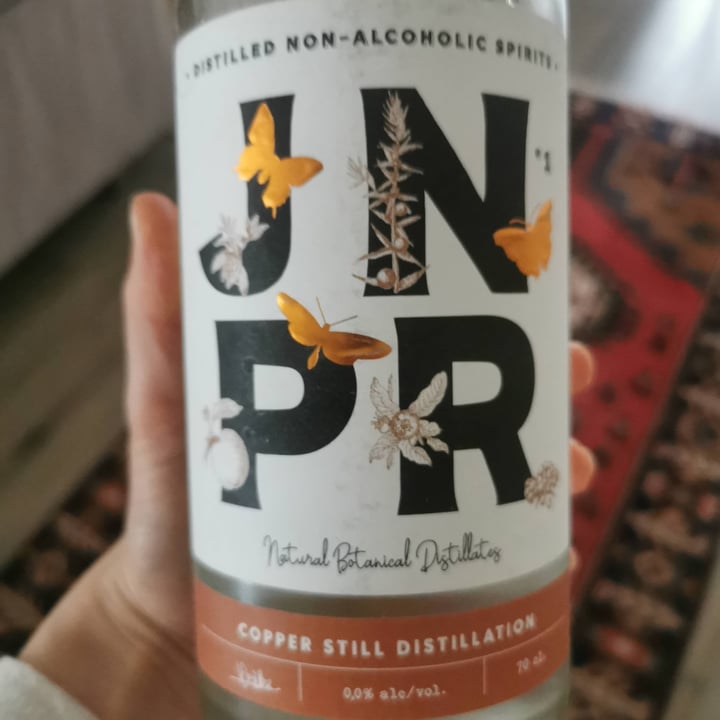 · DISTILLED NON-ALCOHOLIC SPIRITS ·
JN
PR
Natural Botanical Distillates
COPPER STILL DISTILLATION
0,0% alc/vol.
70 cl.